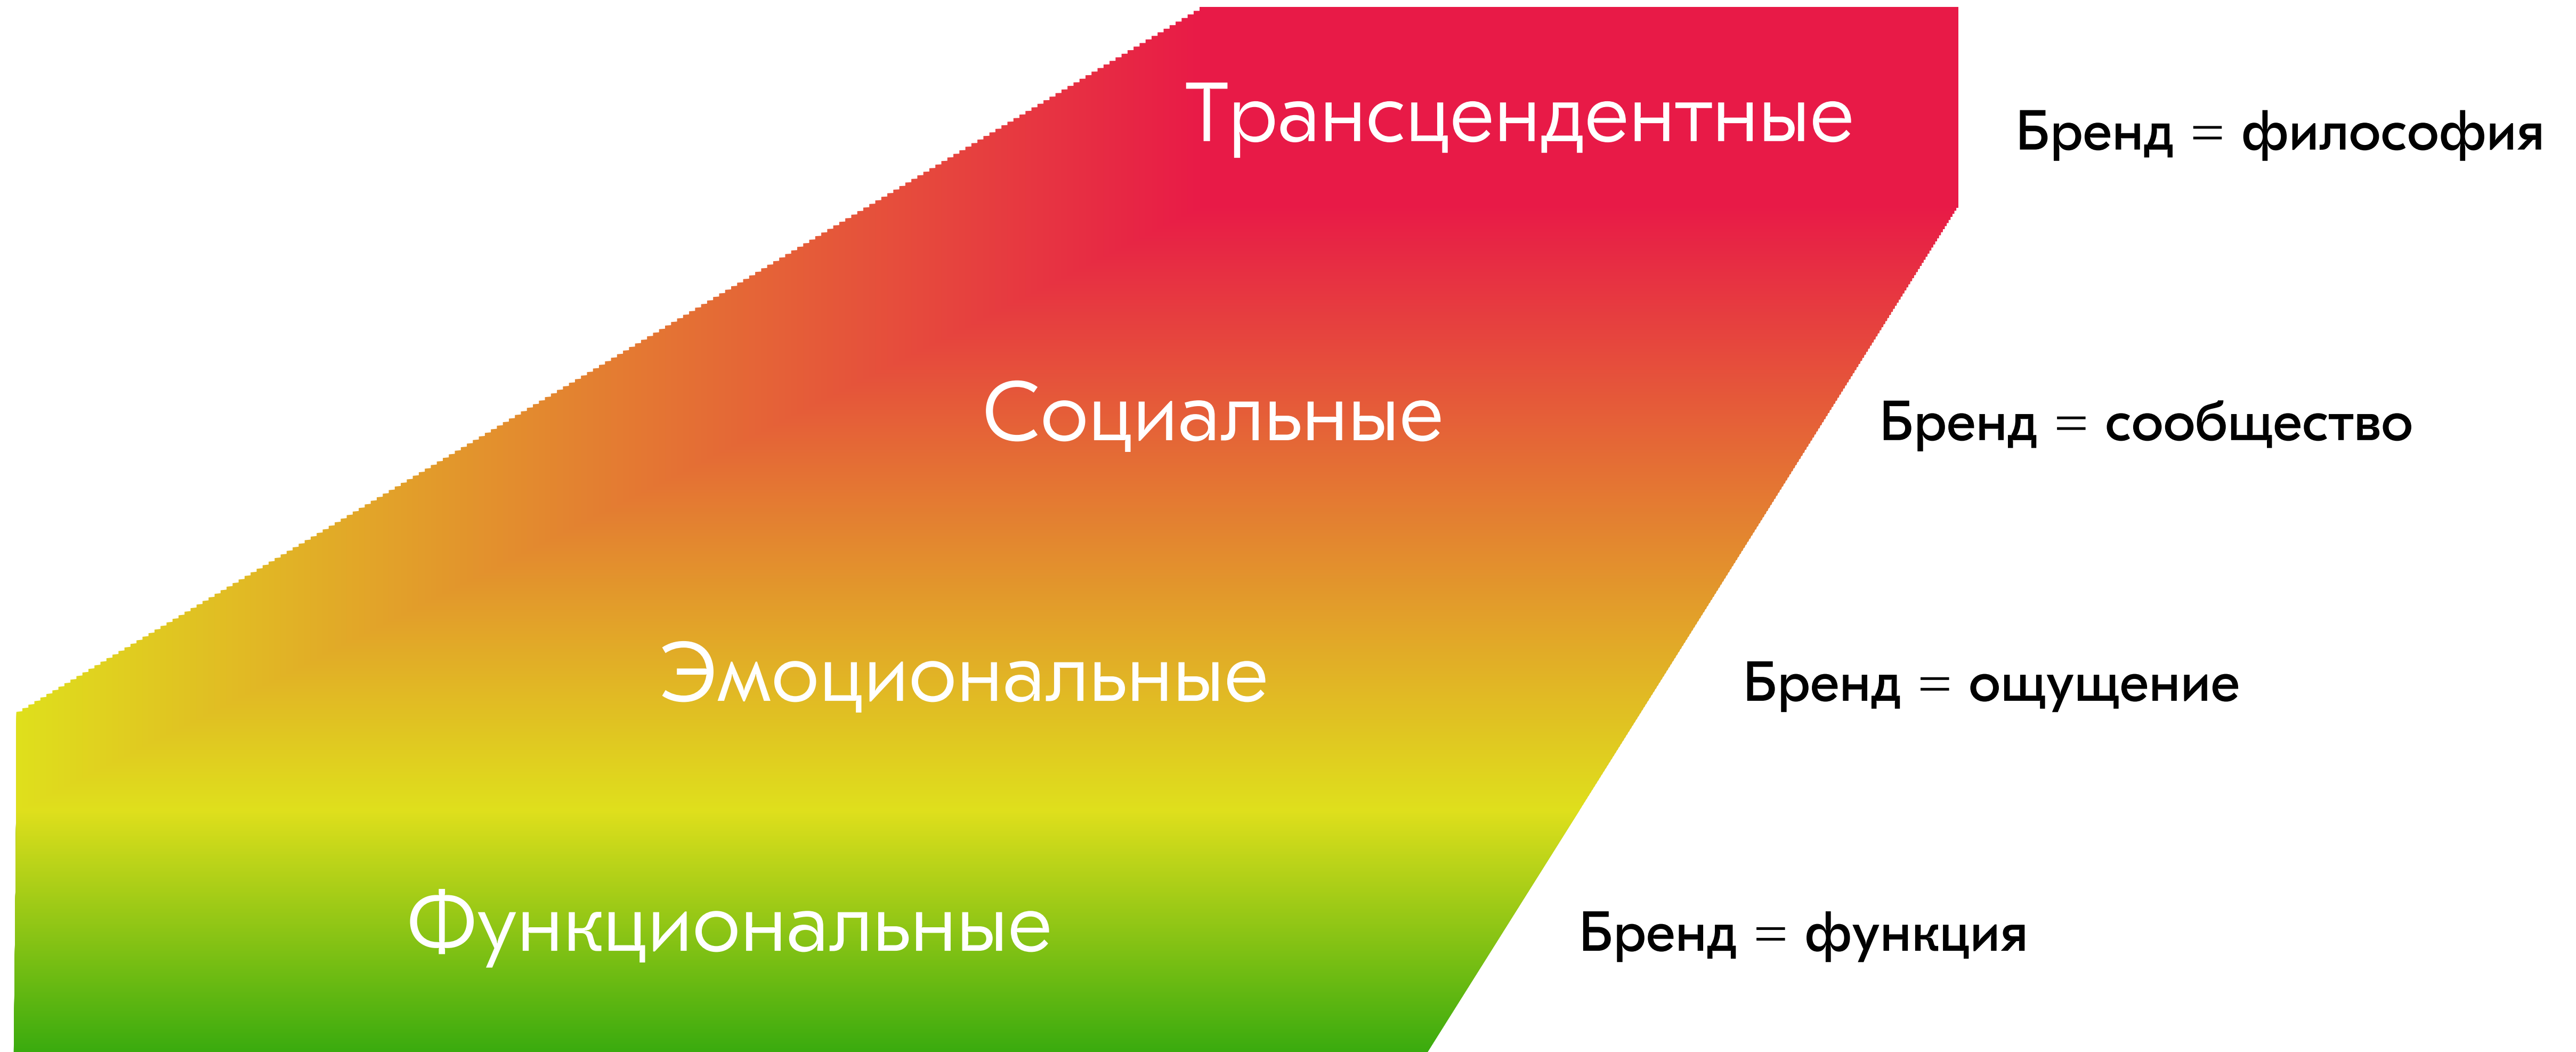 Трансцендентные
Бренд = философия
Социальные
Бренд = сообщество
Эмоциональные
Бренд = ощущение
Функциональные
Бренд = функция